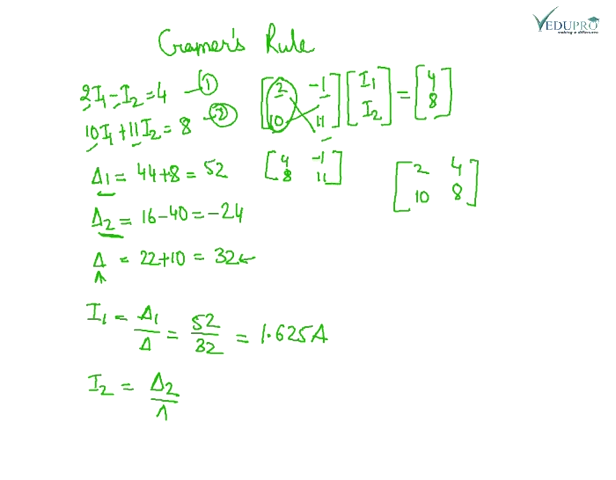 VEDUPRO
making a difference
Cramer's Rule
2I₁-I₂=4 —①
10I₁+11I₂=8 —②
[2 -1
10 11] [I₁
I₂] = [4
8]
[4 -1
8 11]
[2 4
10 8]
Δ1 = 44+8 = 52
Δ2 = 16-40 = -24
Δ = 22+10 = 32
I₁ = Δ1/Δ = 52/32 = 1.625A
I₂ = Δ2/Δ